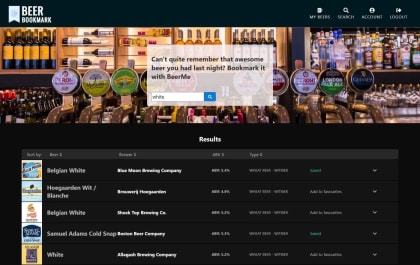 BEER
BOOKMARK
MY BEERS
SEARCH
ACCOUNT
LOGOUT
Can't quite remember that awesome
beer you had last night? Bookmark it
with BeerMe
white
LONDON
PALE ALE
GUINNESS
Results
Sort by: Beer Brewer ABV Type
Belgian White Blue Moon Brewing Company ABV: 5.4% WHEAT BEER - WITBIER Saved
Hoegaarden Wit / Blanche Brouwerij Hoegaarden ABV: 4.9% WHEAT BEER - WITBIER Add to favourites
Belgian White Shock Top Brewing Co. ABV: 5.2% WHEAT BEER - WITBIER Add to favourites
Samuel Adams Cold Snap Boston Beer Company ABV: 5.3% WHEAT BEER - WITBIER Saved
White Allagash Brewing Company ABV: 5.2% WHEAT BEER - WITBIER Add to favourites